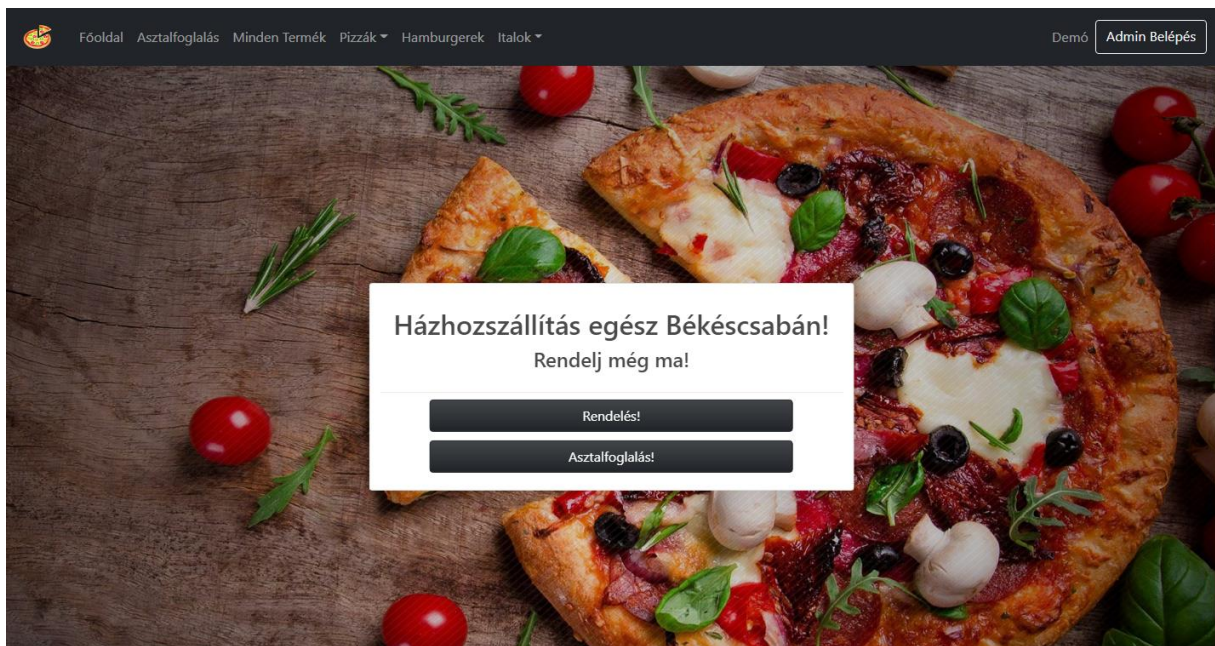 Főoldal Asztalfoglalás Minden Termék Pizzák Hamburgerek Italok Demó Admin Belépés
Házhozszállítás egész Békéscsabán!
Rendelj még ma!
Rendelés!
Asztalfoglalás!